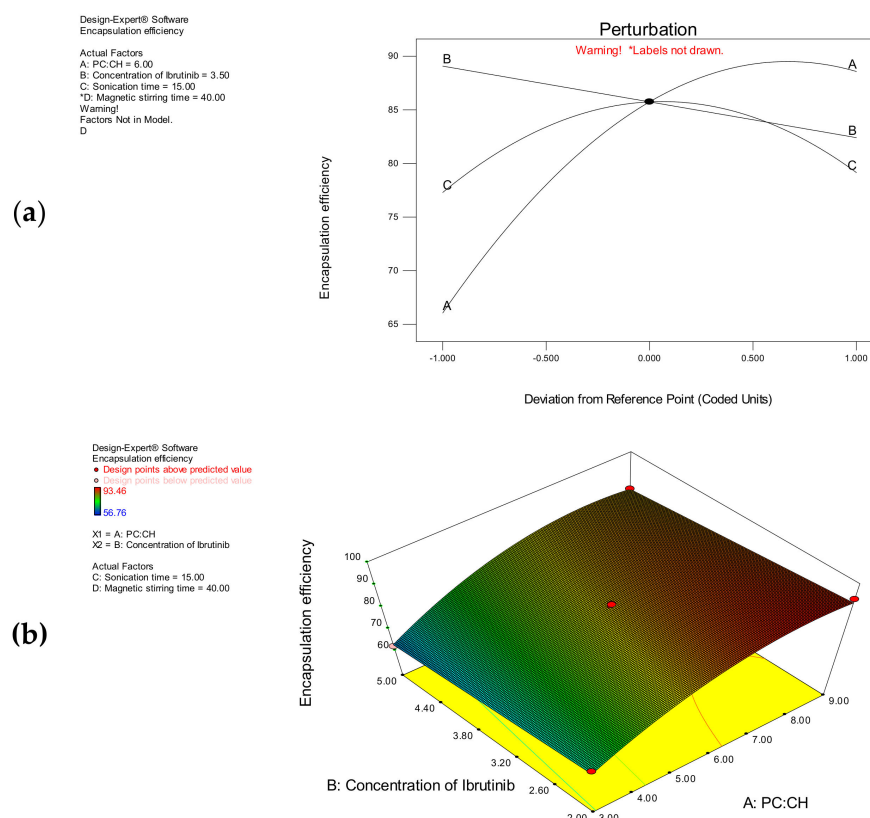 Design-Expert® Software
Encapsulation efficiency
Actual Factors
A: PC:CH = 6.00
B: Concentration of Ibrutinib = 3.50
C: Sonication time = 15.00
*D: Magnetic stirring time = 40.00
Warning!
Factors Not in Model.
D
(a)
Perturbation
Warning! *Labels not drawn.
90
85
80
75
70
65
Encapsulation efficiency
B
C
A
A
B
C
-1.000
-0.500
0.000
0.500
1.000
Deviation from Reference Point (Coded Units)
Design-Expert® Software
Encapsulation efficiency
Design points above predicted value
Design points below predicted value
93.46
56.76
X1 = A: PC:CH
X2 = B: Concentration of Ibrutinib
Actual Factors
C: Sonication time = 15.00
D: Magnetic stirring time = 40.00
(b)
Encapsulation efficiency
100
90
80
70
60
5.00
4.40
3.80
3.20
2.60
2.00
3.00
4.00
5.00
6.00
7.00
8.00
9.00
B: Concentration of Ibrutinib
A: PC:CH